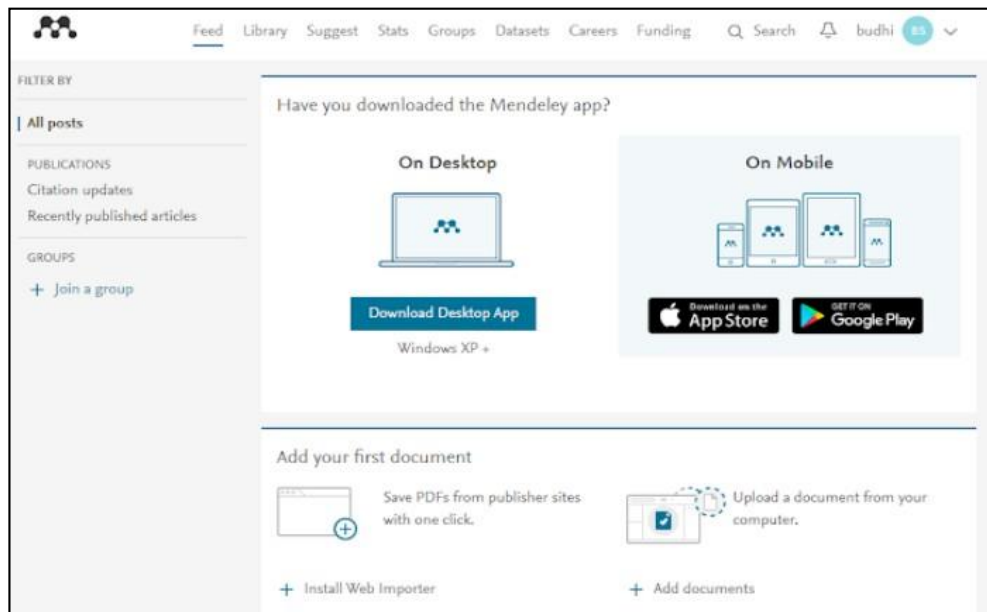 Feed Library Suggest Stats Groups Datasets Careers Funding Search budhi BS
FILTER BY
All posts
PUBLICATIONS
Citation updates
Recently published articles
GROUPS
+ Join a group
Have you downloaded the Mendeley app?
On Desktop
Download Desktop App
Windows XP +
On Mobile
Download on the
App Store
GET IT ON
Google Play
Add your first document
Save PDFs from publisher sites
with one click.
+ Install Web Importer
Upload a document from your
computer.
+ Add documents